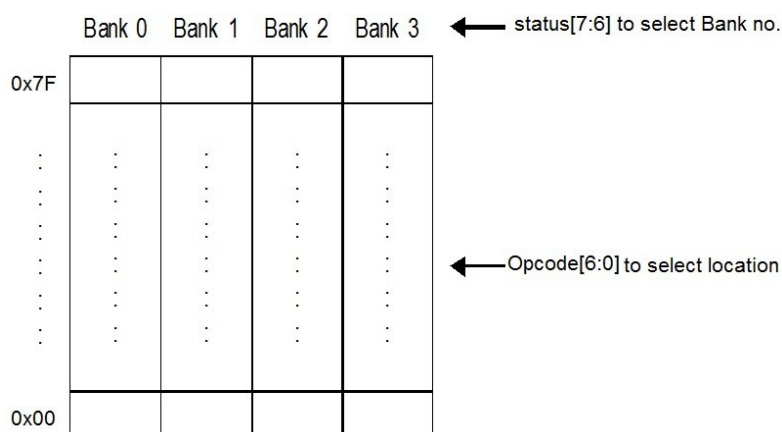 Bank 0 Bank 1 Bank 2 Bank 3 status[7:6] to select Bank no.
0x7F
Opcode[6:0] to select location
0x00